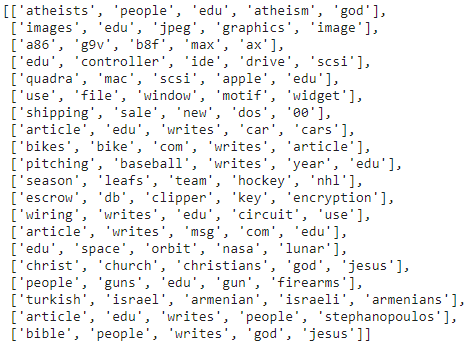 [['atheists', 'people', 'edu', 'atheism', 'god'],
['images', 'edu', 'jpeg', 'graphics', 'image'],
['a86', 'g9v', 'b8f', 'max', 'ax'],
['edu', 'controller', 'ide', 'drive', 'scsi'],
['quadra', 'mac', 'scsi', 'apple', 'edu'],
['use', 'file', 'window', 'motif', 'widget'],
['shipping', 'sale', 'new', 'dos', '00'],
['article', 'edu', 'writes', 'car', 'cars'],
['bikes', 'bike', 'com', 'writes', 'article'],
['pitching', 'baseball', 'writes', 'year', 'edu'],
['season', 'leafs', 'team', 'hockey', 'nhl'],
['escrow', 'db', 'clipper', 'key', 'encryption'],
['wiring', 'writes', 'edu', 'circuit', 'use'],
['article', 'writes', 'msg', 'com', 'edu'],
['edu', 'space', 'orbit', 'nasa', 'lunar'],
['christ', 'church', 'christians', 'god', 'jesus'],
['people', 'guns', 'edu', 'gun', 'firearms'],
['turkish', 'israel', 'armenian', 'israeli', 'armenians'],
['article', 'edu', 'writes', 'people', 'stephanopoulos'],
['bible', 'people', 'writes', 'god', 'jesus']]